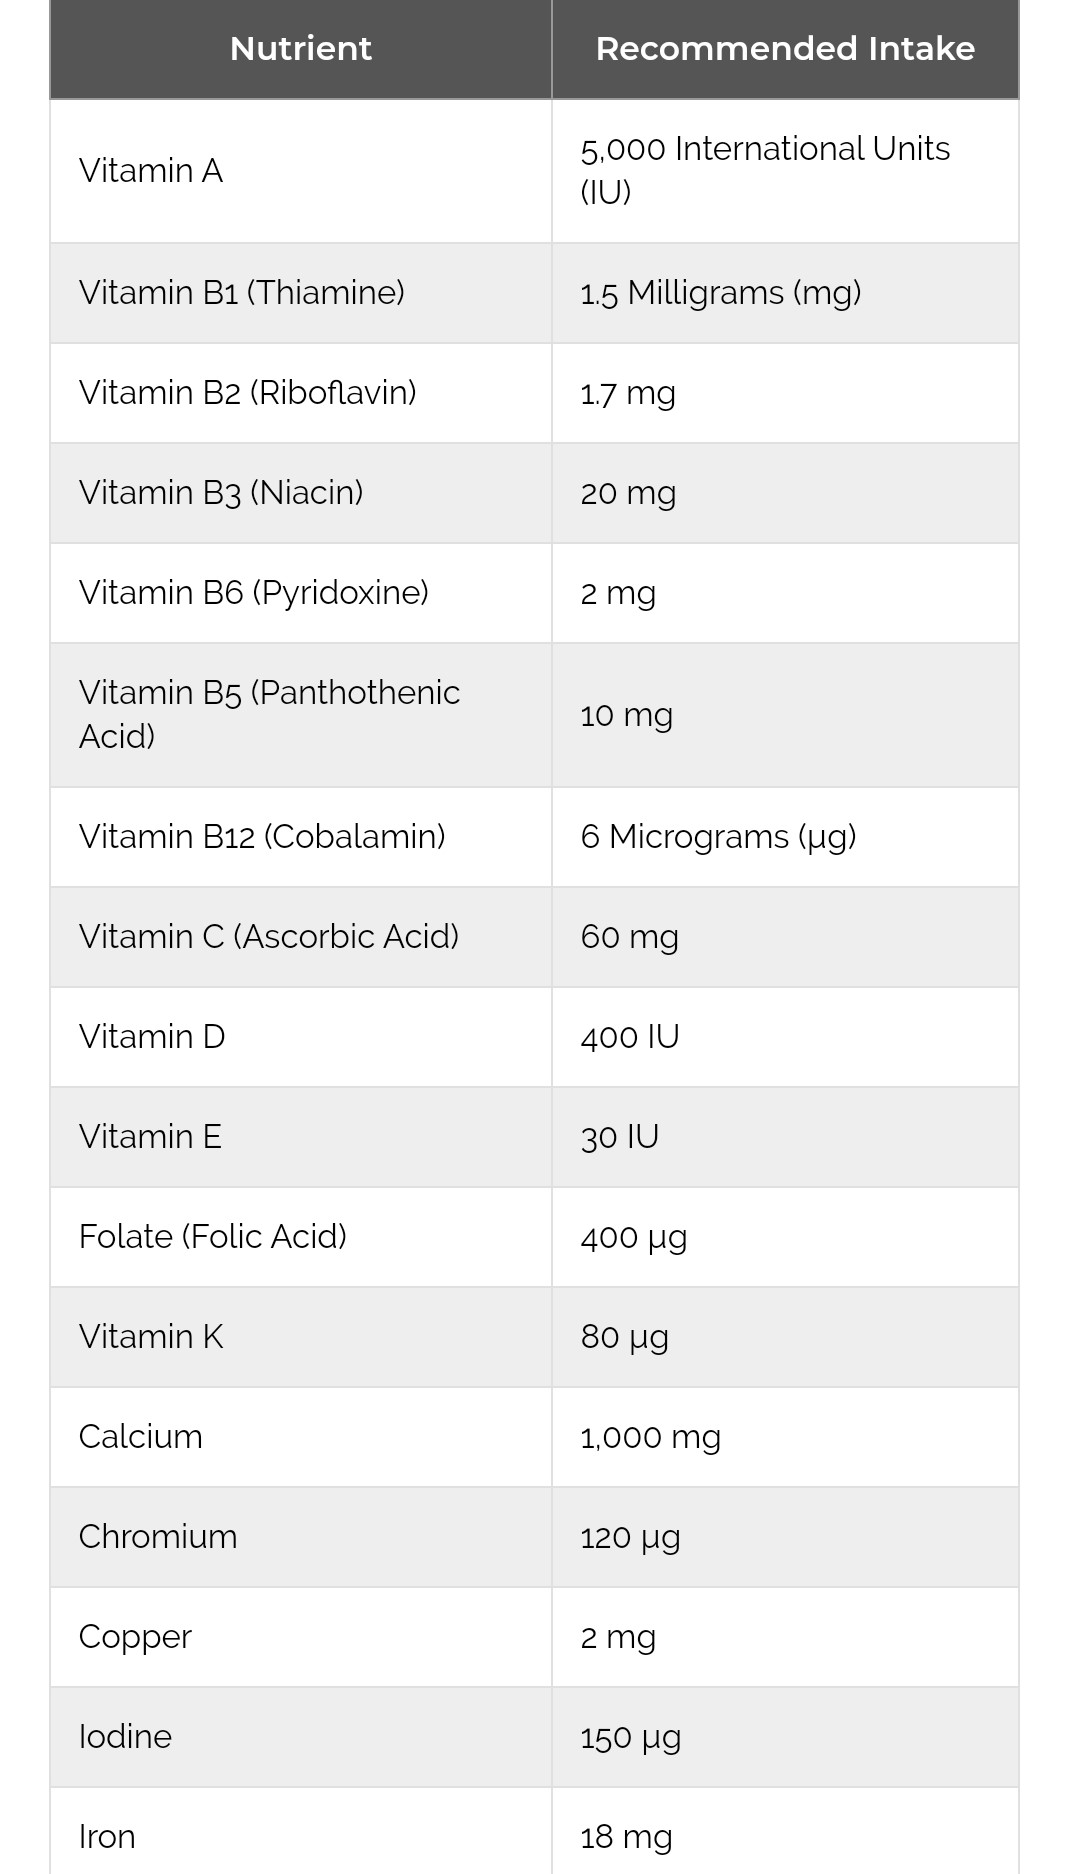 Nutrient Recommended Intake
Vitamin A 5,000 International Units
(IU)
Vitamin B1 (Thiamine) 1.5 Milligrams (mg)
Vitamin B2 (Riboflavin) 1.7 mg
Vitamin B3 (Niacin) 20 mg
Vitamin B6 (Pyridoxine) 2 mg
Vitamin B5 (Panthothenic
Acid) 10 mg
Vitamin B12 (Cobalamin) 6 Micrograms (µg)
Vitamin C (Ascorbic Acid) 60 mg
Vitamin D 400 IU
Vitamin E 30 IU
Folate (Folic Acid) 400 µg
Vitamin K 80 µg
Calcium 1,000 mg
Chromium 120 µg
Copper 2 mg
Iodine 150 µg
Iron 18 mg